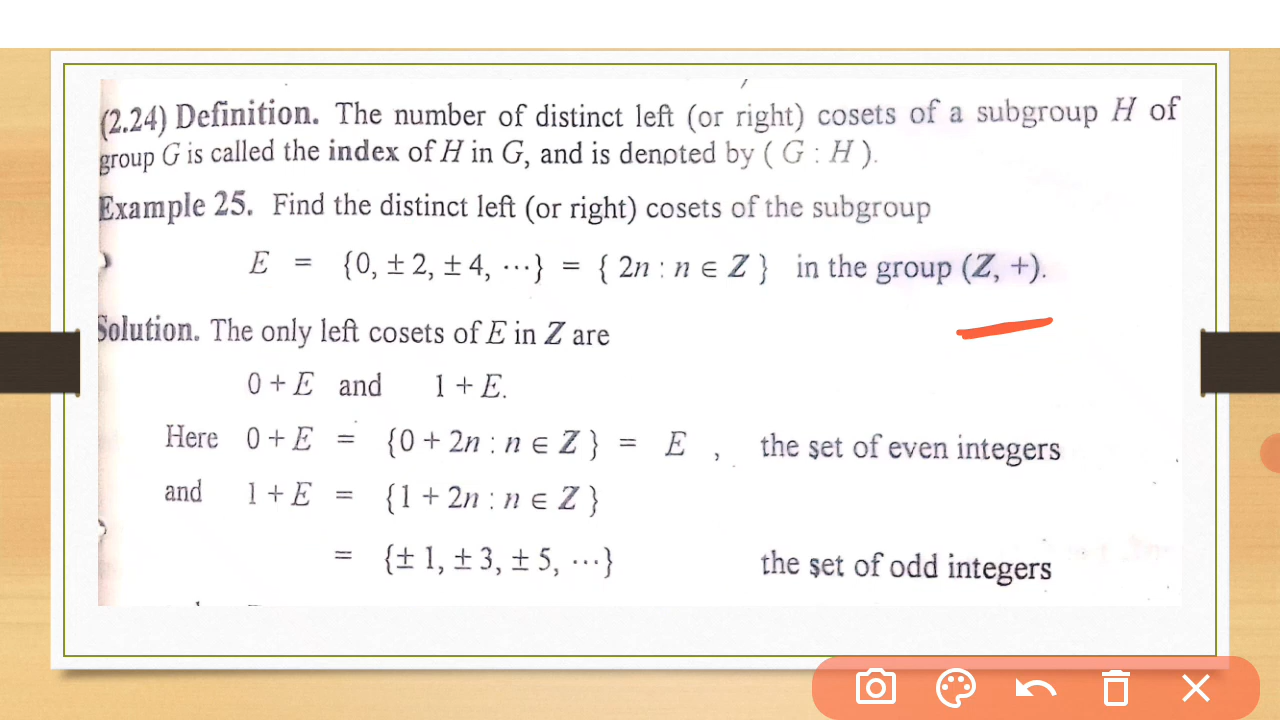 (2.24) Definition. The number of distinct left (or right) cosets of a subgroup H of
group G is called the index of H in G, and is denoted by ( G : H ).
Example 25. Find the distinct left (or right) cosets of the subgroup
E = {0, ± 2, ± 4, ⋯} = { 2n : n ∈ Z } in the group (Z, +).
Solution. The only left cosets of E in Z are
0 + E and 1 + E.
Here 0 + E = {0 + 2n : n ∈ Z } = E , the set of even integers
and 1 + E = {1 + 2n : n ∈ Z }
= {± 1, ± 3, ± 5, ⋯} the set of odd integers